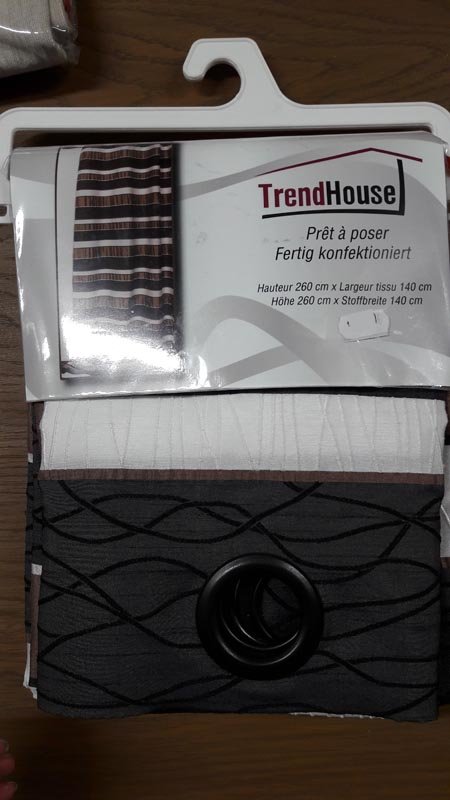 TrendHouse
Prêt à poser
Fertig konfektioniert
Hauteur 260 cm x Largeur tissu 140 cm
Höhe 260 cm x Stoffbreite 140 cm